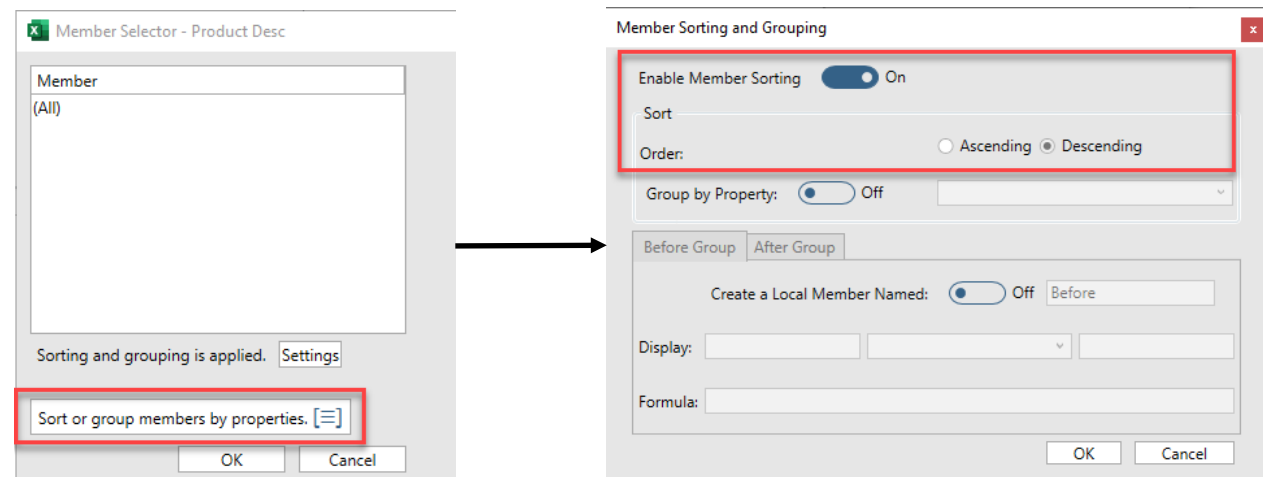 Member Selector - Product Desc
Member
(All)
Sorting and grouping is applied. Settings
Sort or group members by properties.
OK Cancel
Member Sorting and Grouping
x
Enable Member Sorting On
Sort
Order: Ascending Descending
Group by Property: Off
Before Group After Group
Create a Local Member Named: Off Before
Display:
Formula:
OK Cancel